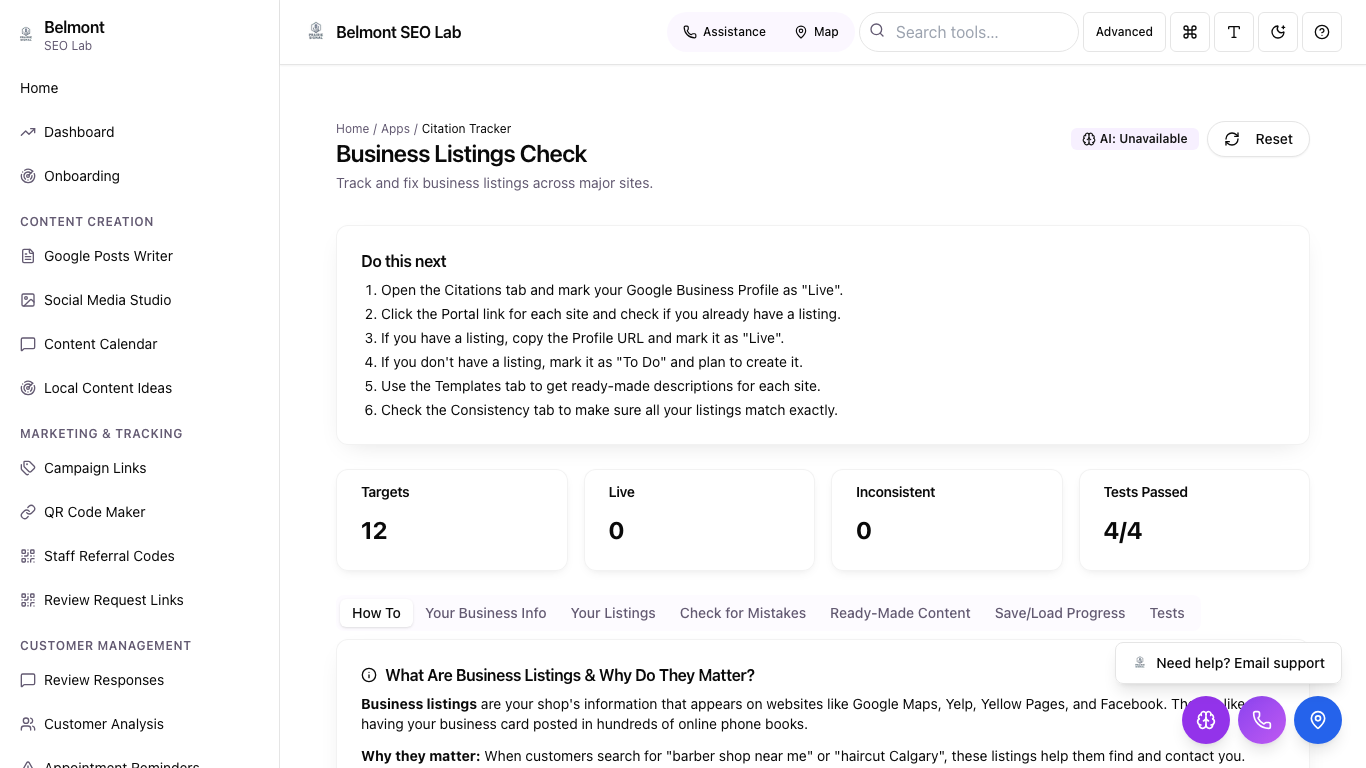 Belmont
SEO Lab
Home
Dashboard
Onboarding
CONTENT CREATION
Google Posts Writer
Social Media Studio
Content Calendar
Local Content Ideas
MARKETING & TRACKING
Campaign Links
QR Code Maker
Staff Referral Codes
Review Request Links
CUSTOMER MANAGEMENT
Review Responses
Customer Analysis
Appointment Reminders
Belmont SEO Lab
Assistance
Map
Search tools...
Advanced
Home / Apps / Citation Tracker
Business Listings Check
Track and fix business listings across major sites.
AI: Unavailable
Reset
Do this next
1. Open the Citations tab and mark your Google Business Profile as "Live".
2. Click the Portal link for each site and check if you already have a listing.
3. If you have a listing, copy the Profile URL and mark it as "Live".
4. If you don't have a listing, mark it as "To Do" and plan to create it.
5. Use the Templates tab to get ready-made descriptions for each site.
6. Check the Consistency tab to make sure all your listings match exactly.
Targets
12
Live
0
Inconsistent
0
Tests Passed
4/4
How To
Your Business Info
Your Listings
Check for Mistakes
Ready-Made Content
Save/Load Progress
Tests
What Are Business Listings & Why Do They Matter?
Business listings are your shop's information that appears on websites like Google Maps, Yelp, Yellow Pages, and Facebook. like
having your business card posted in hundreds of online phone books.
Why they matter: When customers search for "barber shop near me" or "haircut Calgary", these listings help them find and contact you.
Need help? Email support